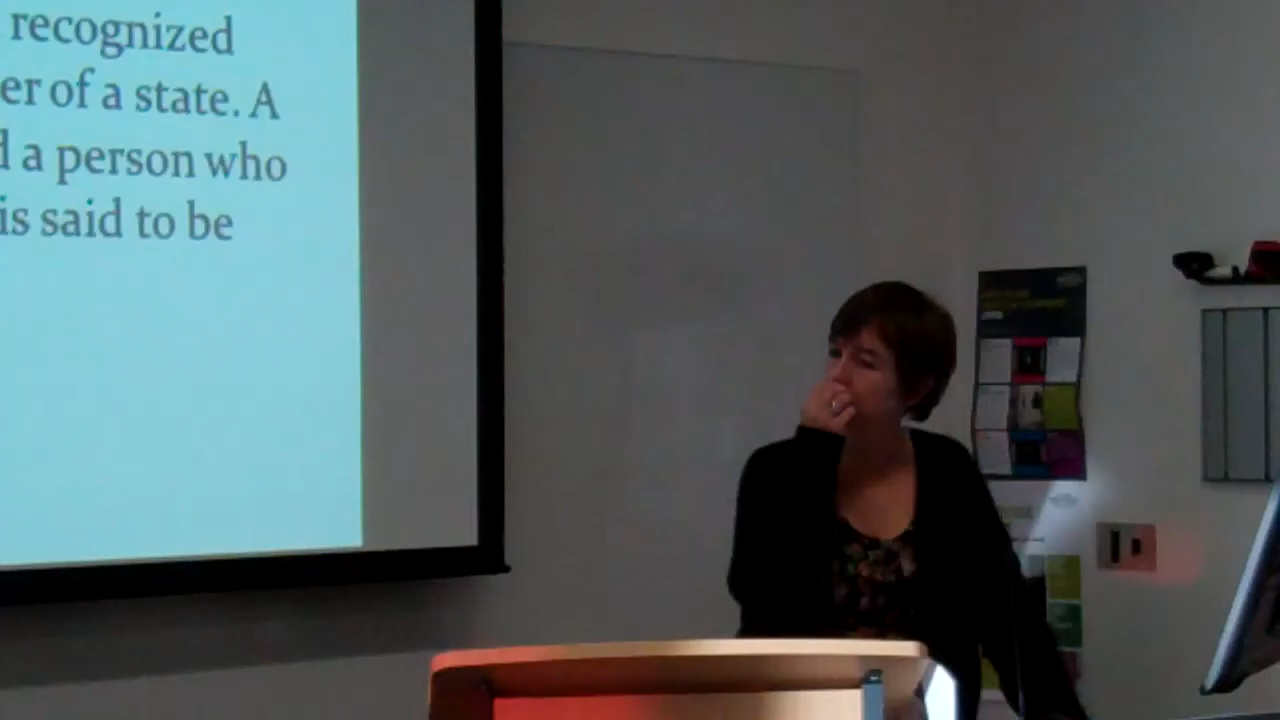 recognized
er of a state. A
d a person who
is said to be